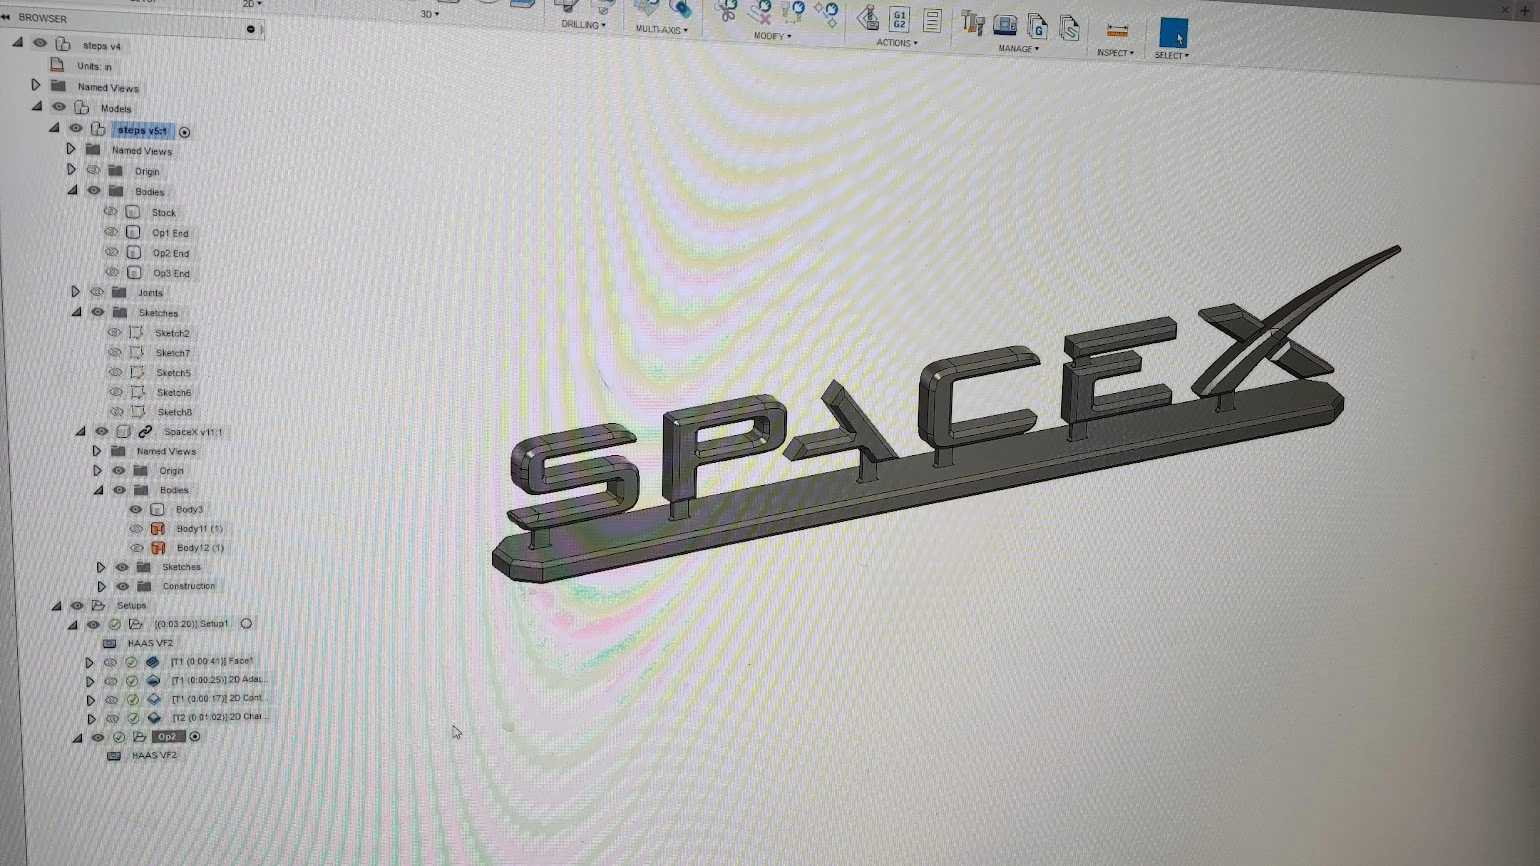 2D
3D
DRILLING
MULTI-AXIS
MODIFY
G1
G2
ACTIONS
G
MANAGE
INSPECT
SELECT
BROWSER
steps v4
Units: in
Named Views
Models
steps v5:1
Named Views
Origin
Bodies
Stock
Op1 End
Op2 End
Op3 End
Joints
Sketches
Sketch2
Sketch7
Sketch5
Sketch6
Sketch8
SpaceX v11:1
Named Views
Origin
Bodies
Body3
Body11 (1)
Body12 (1)
Sketches
Construction
Setups
[(0:03:20)] Setup1
HAAS VF2
[T1 (0:00:41)] Face1
[T1 (0:00:25)] 2D Adap...
[T1 (0:00:17)] 2D Cont...
[T2 (0:01:02)] 2D Cham...
Op2
HAAS VF2
SPACEX